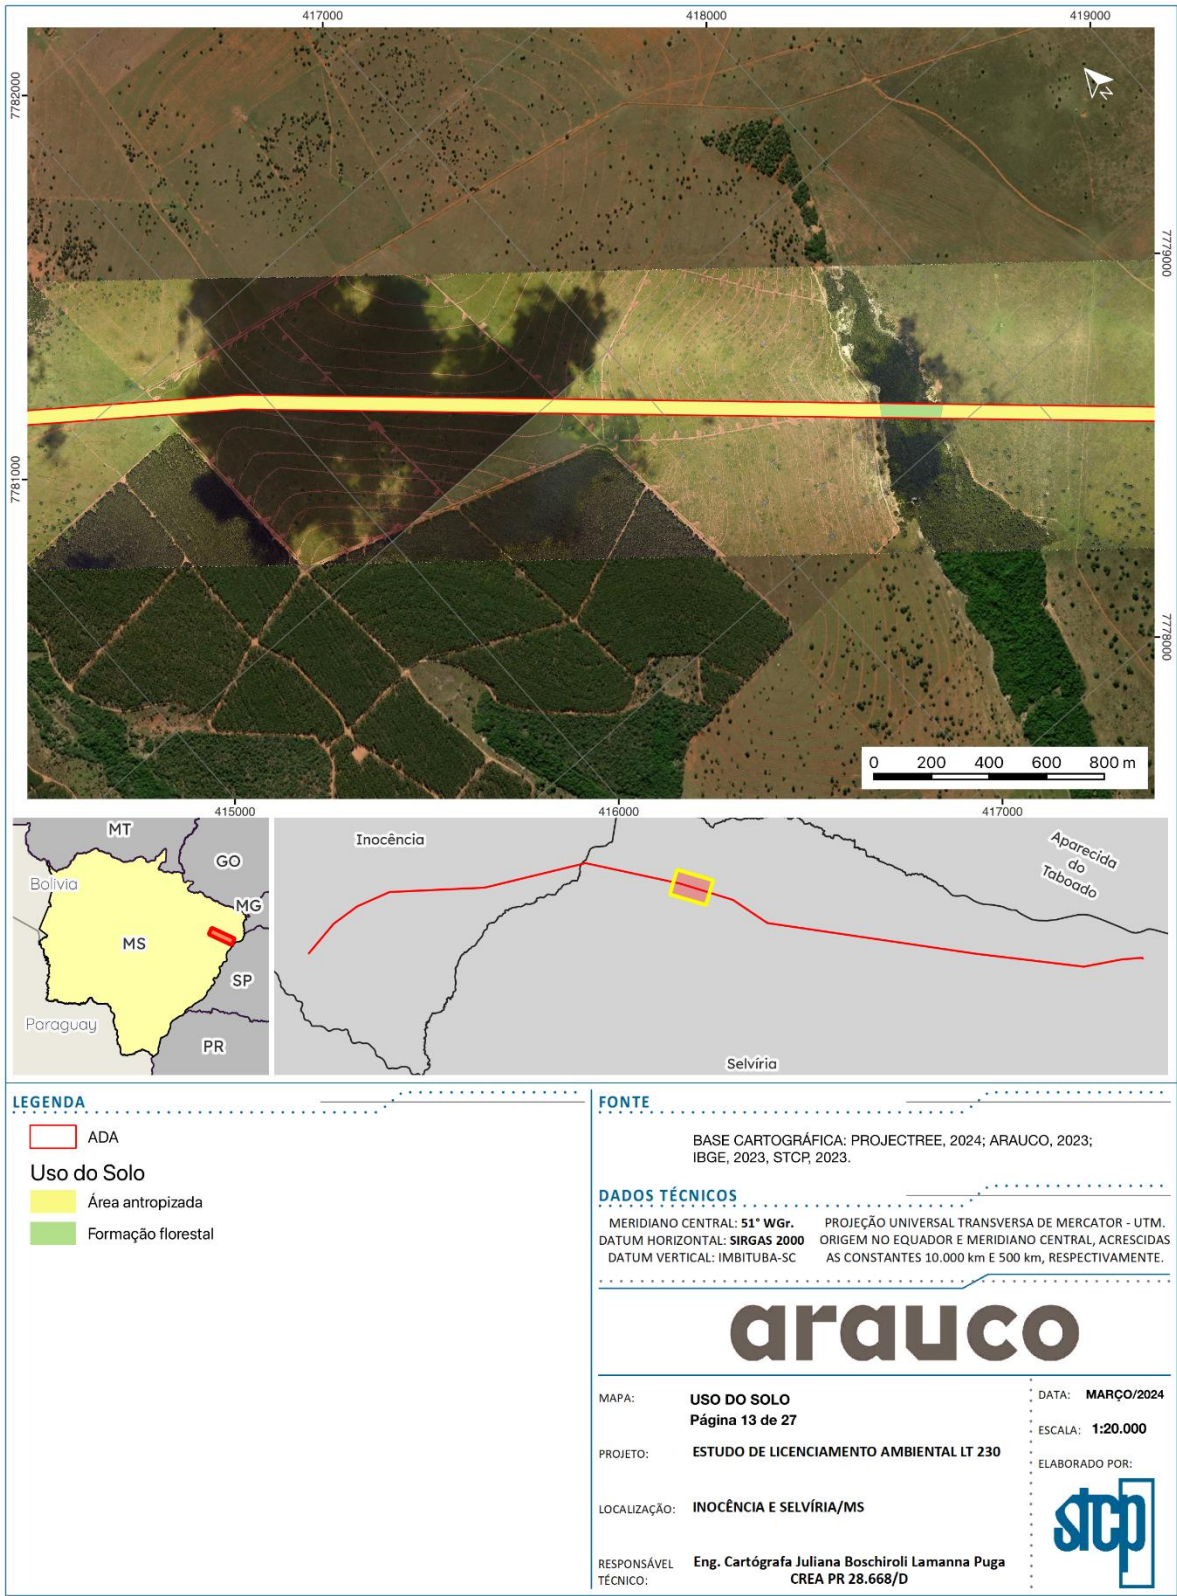 417000
418000
419000
7782000
N
7779000
7781000
7778000
0 200 400 600 800 m
415000
416000
417000
MT
GO
Bolivia
MG
MS
SP
Paraguay
PR
Inocência
Aparecida
do
Taboado
Selvíria
LEGENDA
ADA
Uso do Solo
Área antropizada
Formação florestal
FONTE
BASE CARTOGRÁFICA: PROJECTREE, 2024; ARAUCO, 2023;
IBGE, 2023, STCP, 2023.
DADOS TÉCNICOS
MERIDIANO CENTRAL: 51° WGr.
DATUM HORIZONTAL: SIRGAS 2000
DATUM VERTICAL: IMBITUBA-SC
PROJEÇÃO UNIVERSAL TRANSVERSA DE MERCATOR - UTM.
ORIGEM NO EQUADOR E MERIDIANO CENTRAL, ACRESCIDAS
AS CONSTANTES 10.000 km E 500 km, RESPECTIVAMENTE.
arauco
MAPA: USO DO SOLO
Página 13 de 27
PROJETO: ESTUDO DE LICENCIAMENTO AMBIENTAL LT 230
LOCALIZAÇÃO: INOCÊNCIA E SELVÍRIA/MS
RESPONSÁVEL TÉCNICO: Eng. Cartógrafa Juliana Boschiroli Lamanna Puga
CREA PR 28.668/D
DATA: MARÇO/2024
ESCALA: 1:20.000
ELABORADO POR:
stcp